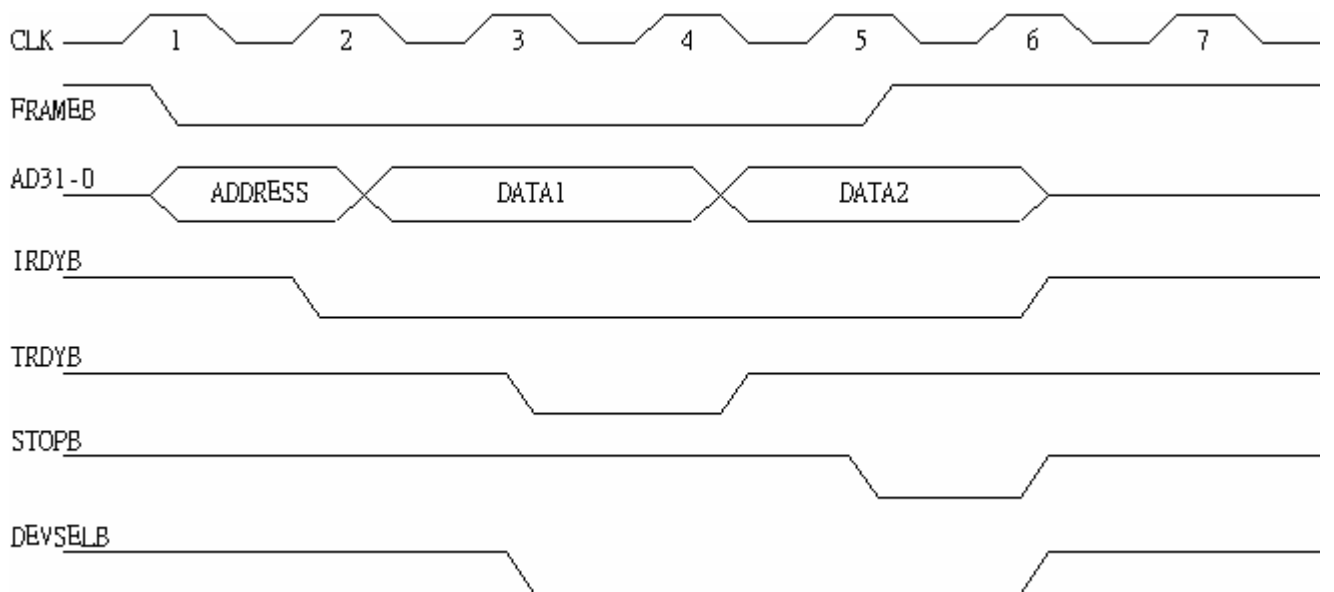 CLK 1 2 3 4 5 6 7
FRAMEB
AD31-0 ADDRESS DATA1 DATA2
IRDYB
TRDYB
STOPB
DEVSELB